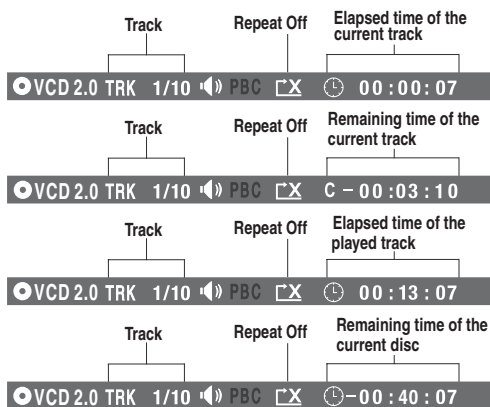 Track Repeat Off Elapsed time of the
current track
VCD 2.0 TRK 1/10 PBC X 00:00:07
Track Repeat Off Remaining time of the
current track
VCD 2.0 TRK 1/10 PBC X C - 00:03:10
Track Repeat Off Elapsed time of the
played track
VCD 2.0 TRK 1/10 PBC X 00:13:07
Track Repeat Off Remaining time of the
current disc
VCD 2.0 TRK 1/10 PBC X -00:40:07